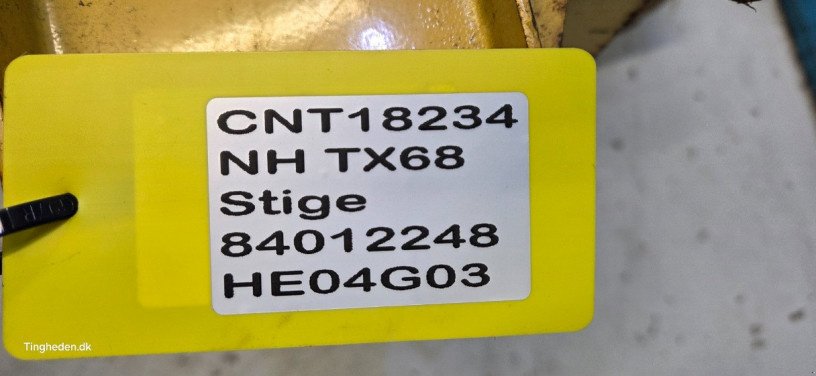 CNT18234
NH TX68
Stige
84012248
HE04G03
Tingheden.dk